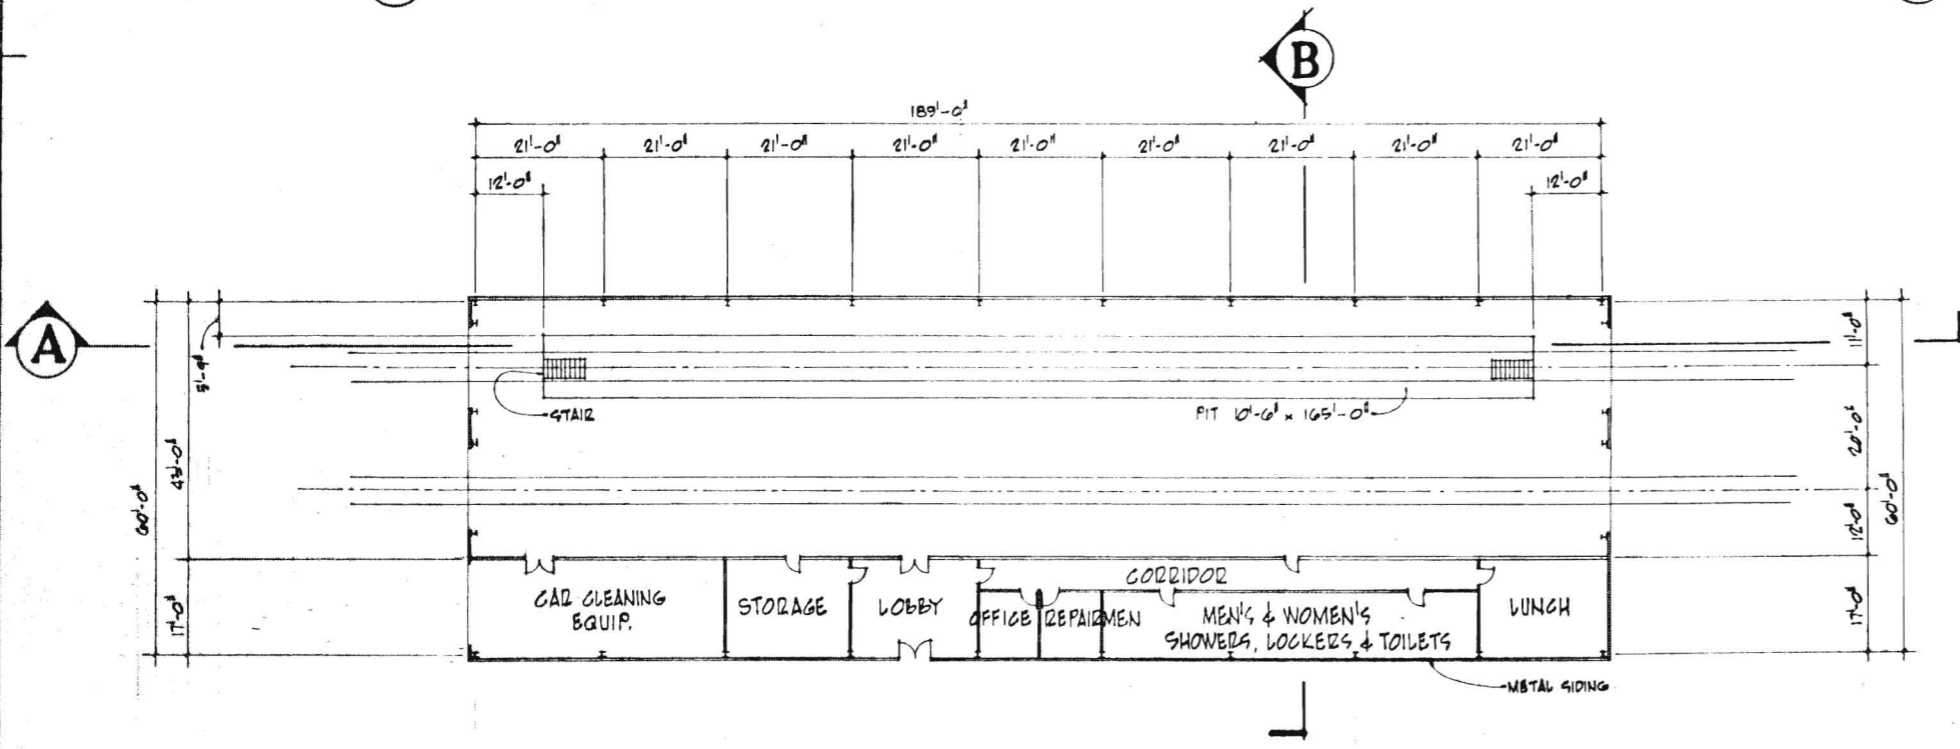 B
189'-0"
21'-0" 21'-0" 21'-0" 21'-0" 21'-0" 21'-0" 21'-0" 21'-0" 21'-0"
12'-0" 12'-0"
A
5'-9"
11'-0"
STAIR
PIT 10'-6" x 165'-0"
43'-0"
20'-0"
60'-0"
60'-0"
12'-0"
17'-0"
17'-0"
CORRIDOR
CAR CLEANING
EQUIP.
STORAGE
LOBBY
OFFICE
REPAIRMEN
MEN'S & WOMEN'S
SHOWERS, LOCKERS & TOILETS
LUNCH
METAL SIDING